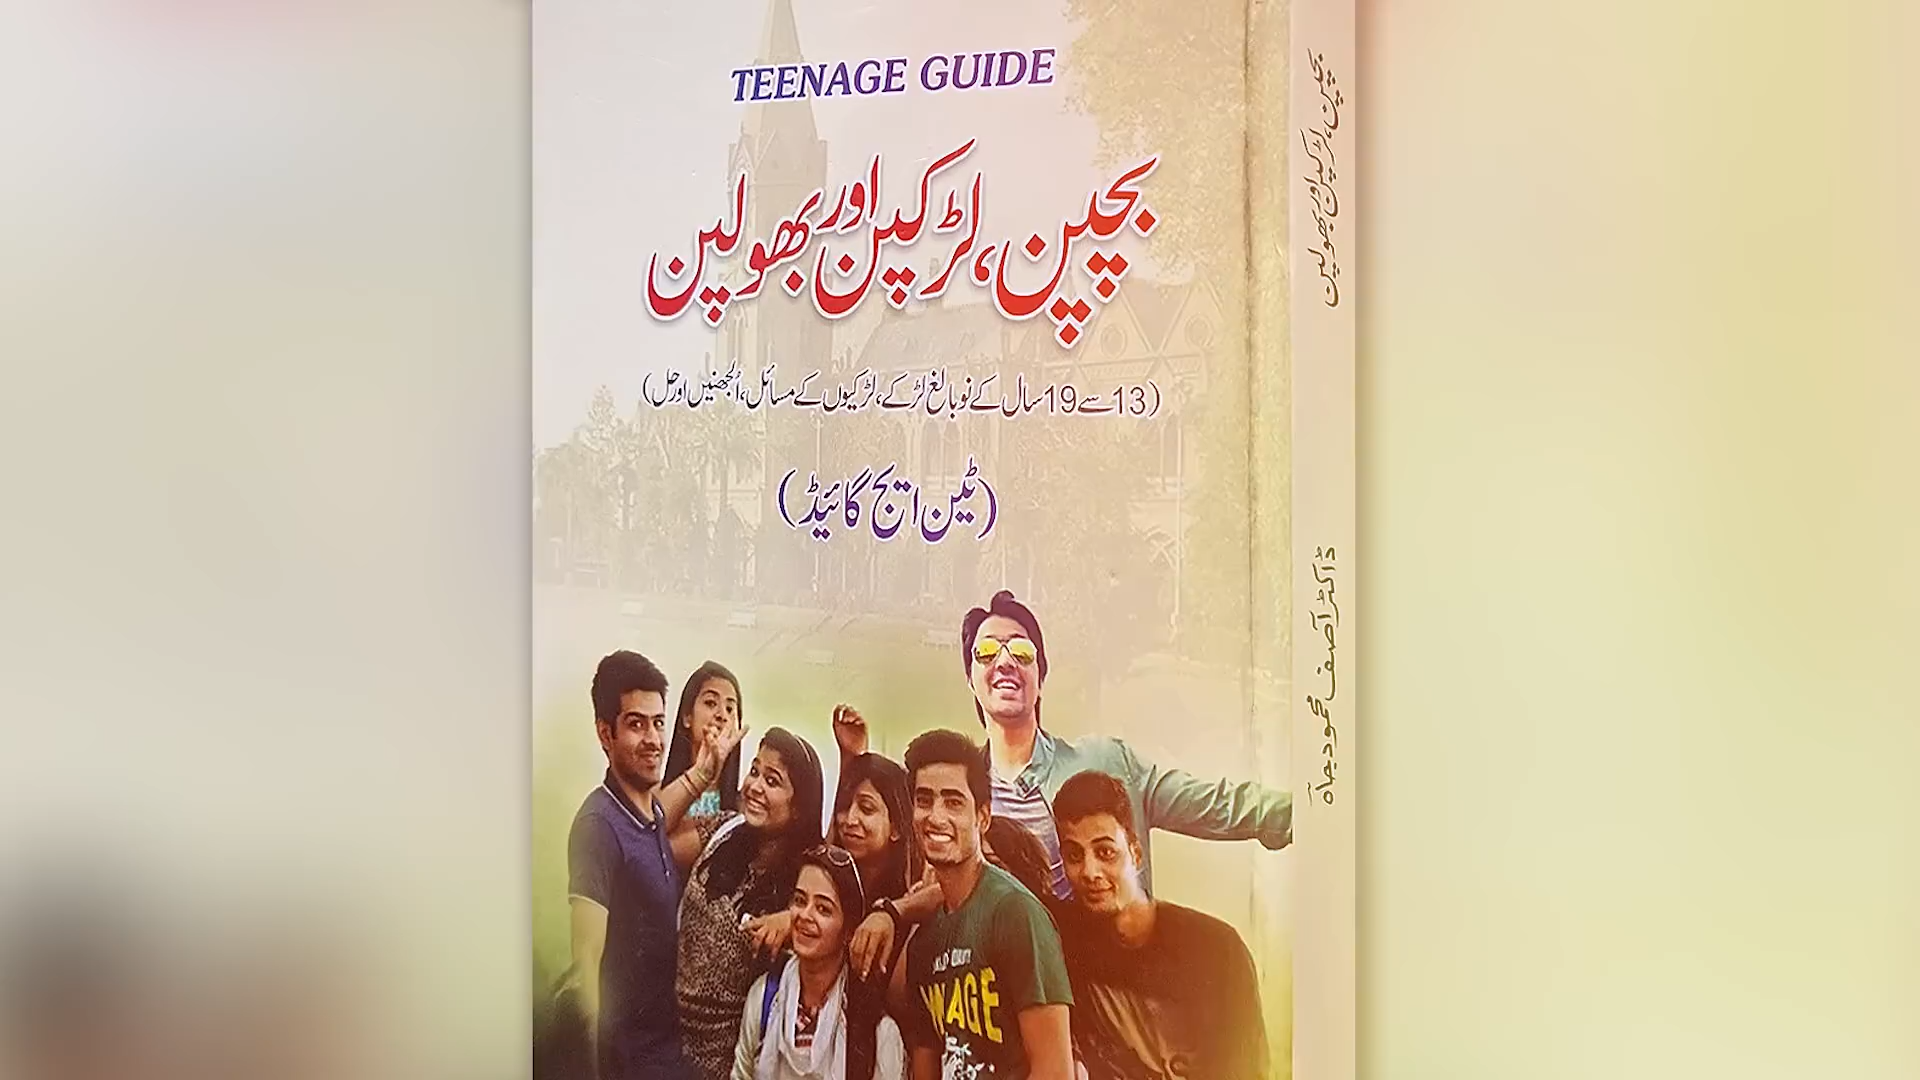 TEENAGE GUIDE
بچپن، لڑکپن اور بھولپن
(13 سے 19 سال کے نوبالغ لڑکے، لڑکیوں کے مسائل، اُلجھنیں اور حل)
(ٹین ایج گائیڈ)
بچپن، لڑکپن اور بھولپن
ڈاکٹر آصف محمود جاہ